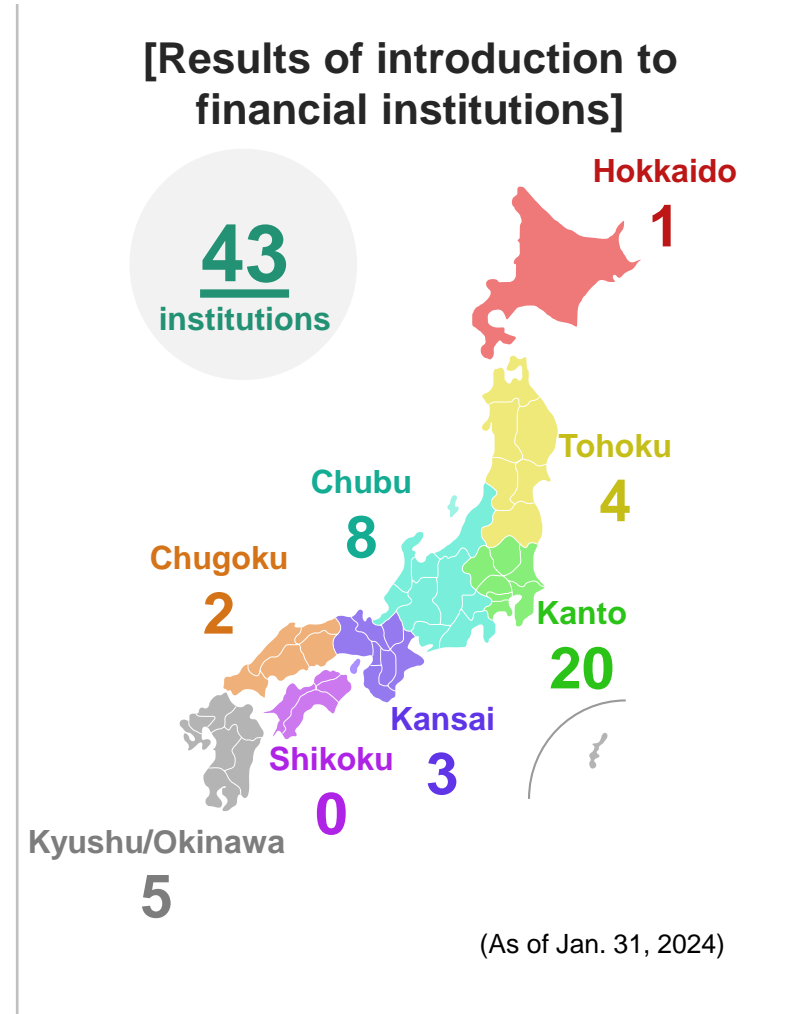 [Results of introduction to
financial institutions]
43
institutions
Hokkaido
1
Tohoku
4
Chubu
8
Chugoku
2
Kanto
20
Kansai
3
Shikoku
0
Kyushu/Okinawa
5
(As of Jan. 31, 2024)